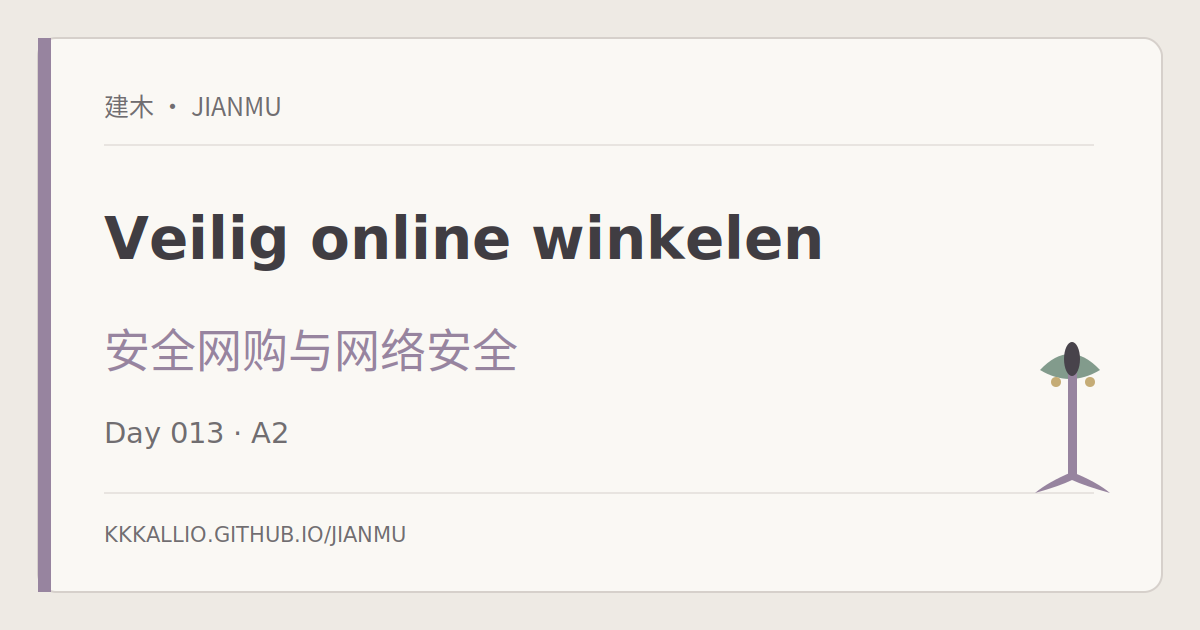 建木 · JIANMU
Veilig online winkelen
安全网购与网络安全
Day 013 · A2
KKKALLIO.GITHUB.IO/JIANMU